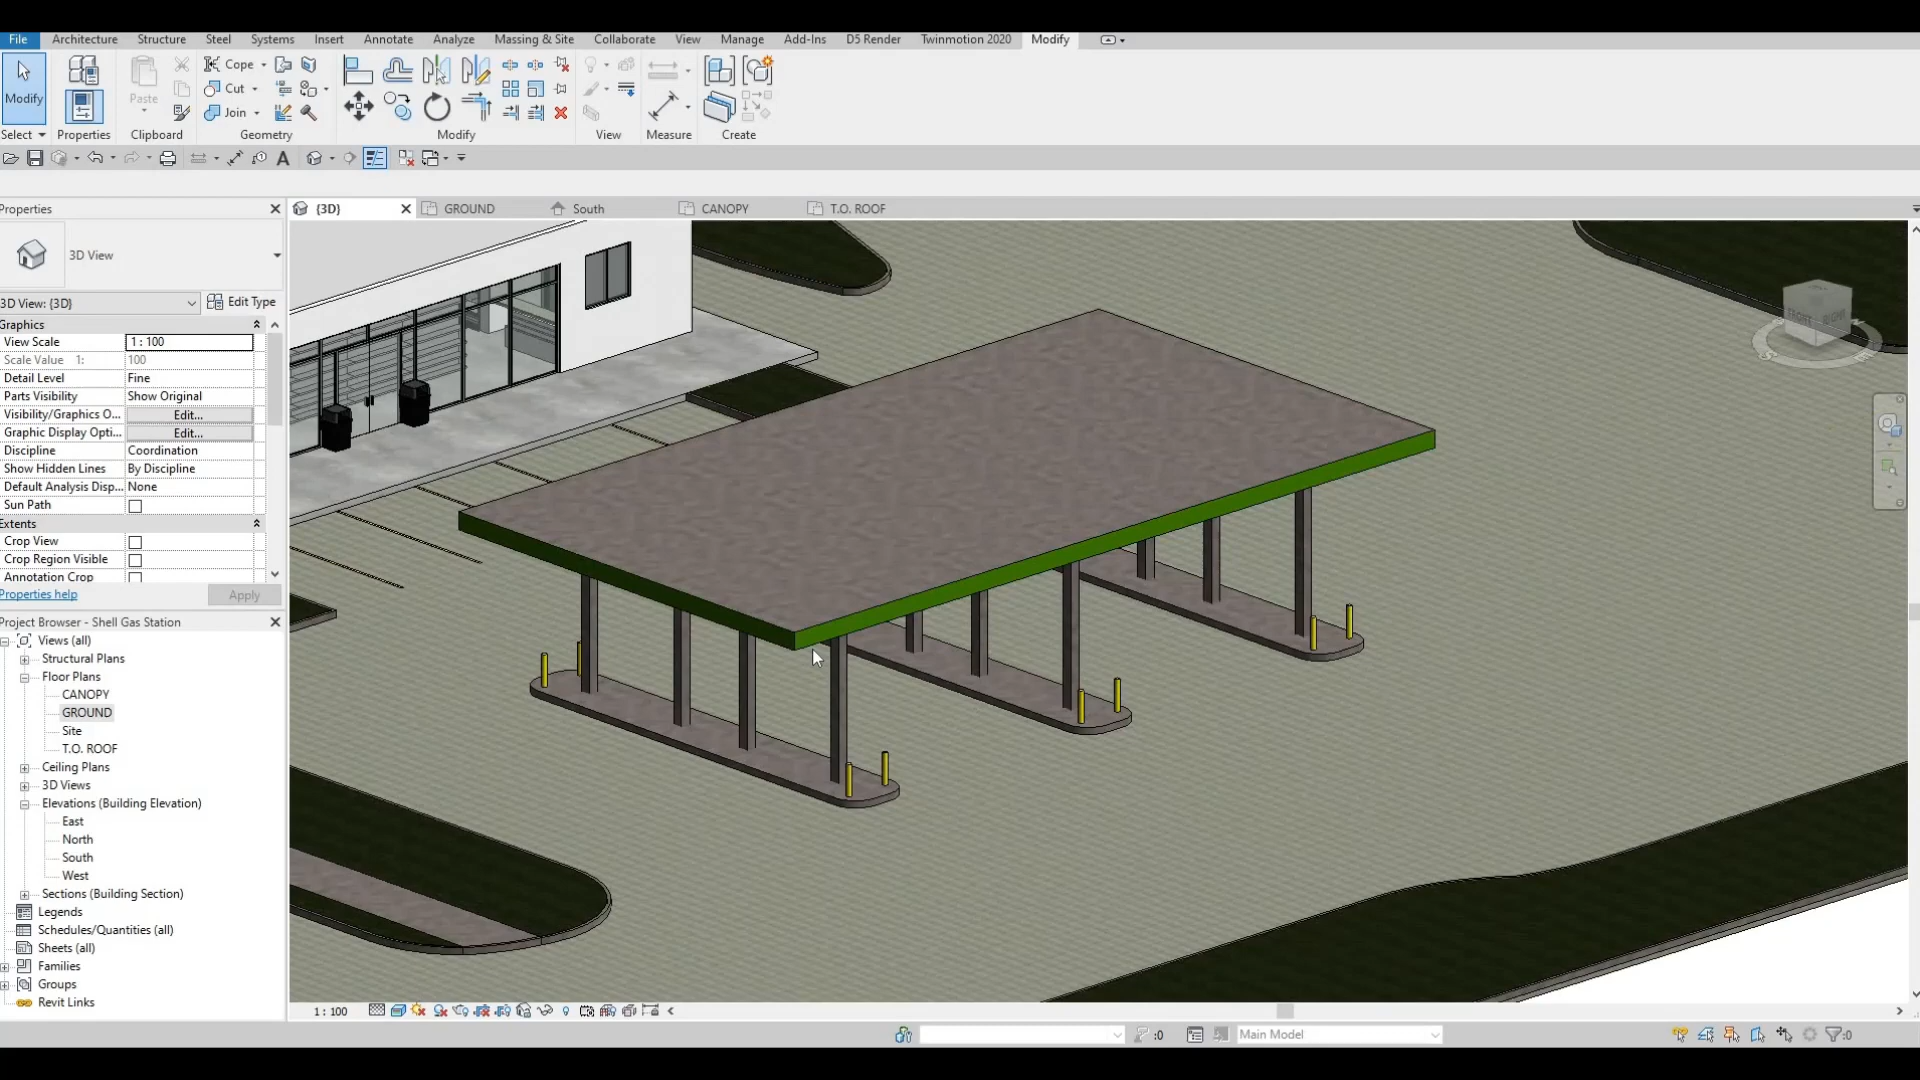 File Architecture Structure Steel Systems Insert Annotate Analyze Massing & Site Collaborate View Manage Add-Ins D5 Render Twinmotion 2020 Modify
Cope
Modify Paste Cut
Join
Select Properties Clipboard Geometry Modify View Measure Create
A
Properties {3D} GROUND South CANOPY T.O. ROOF
3D View
3D View: {3D} Edit Type
Graphics
View Scale 1 : 100
Scale Value 1: 100
Detail Level Fine
Parts Visibility Show Original
Visibility/Graphics O... Edit...
Graphic Display Opti... Edit...
Discipline Coordination
Show Hidden Lines By Discipline
Default Analysis Disp... None
Sun Path
Extents
Crop View
Crop Region Visible
Annotation Crop
Properties help Apply
Project Browser - Shell Gas Station
Views (all)
Structural Plans
Floor Plans
CANOPY
GROUND
Site
T.O. ROOF
Ceiling Plans
3D Views
Elevations (Building Elevation)
East
North
South
West
Sections (Building Section)
Legends
Schedules/Quantities (all)
Sheets (all)
Families
Groups
Revit Links
FRONT RIGHT
1 : 100
:0 Main Model :0